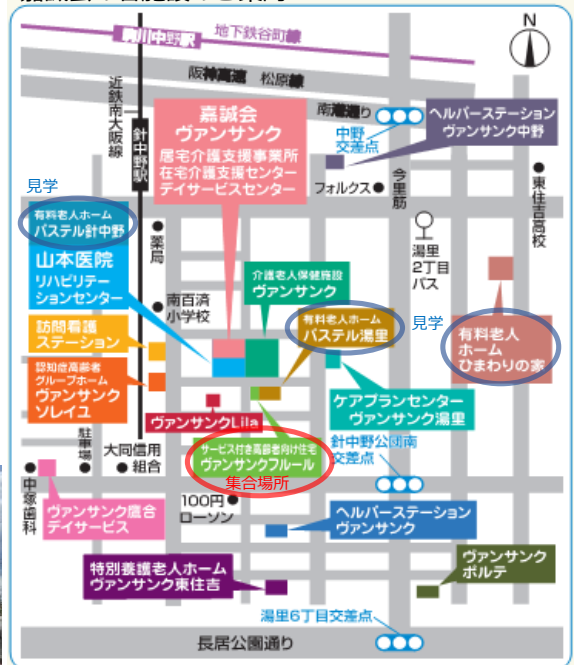 N
駒川中野駅
地下鉄谷町線
阪神高速 松原線
近鉄南大阪線
針中野駅
南港通り
中野
交差点
ヘルパーステーション
ヴァンサンク中野
嘉誠会
ヴァンサンク
居宅介護支援事業所
在宅介護支援センター
デイサービスセンター
フォルクス
今里筋
東住吉高校
見学
有料老人ホーム
パステル針中野
山本医院
リハビリテー
ションセンター
薬局
湯里
2丁目
バス
介護老人保健施設
ヴァンサンク
南百済
小学校
有料老人ホーム
パステル湯里
見学
有料老人
ホーム
ひまわりの家
訪問看護
ステーション
認知症高齢者
グループホーム
ヴァンサンク
ソレイユ
ヴァンサンクLila
ケアプランセンター
ヴァンサンク湯里
駐車場
大同信用
組合
サービス付き高齢者向け住宅
ヴァンサンクフルール
集合場所
針中野公園南
交差点
中塚歯科
ヴァンサンク鷹合
デイサービス
100円
ローソン
ヘルパーステーション
ヴァンサンク
特別養護老人ホーム
ヴァンサンク東住吉
ヴァンサンク
ポルテ
湯里6丁目交差点
長居公園通り